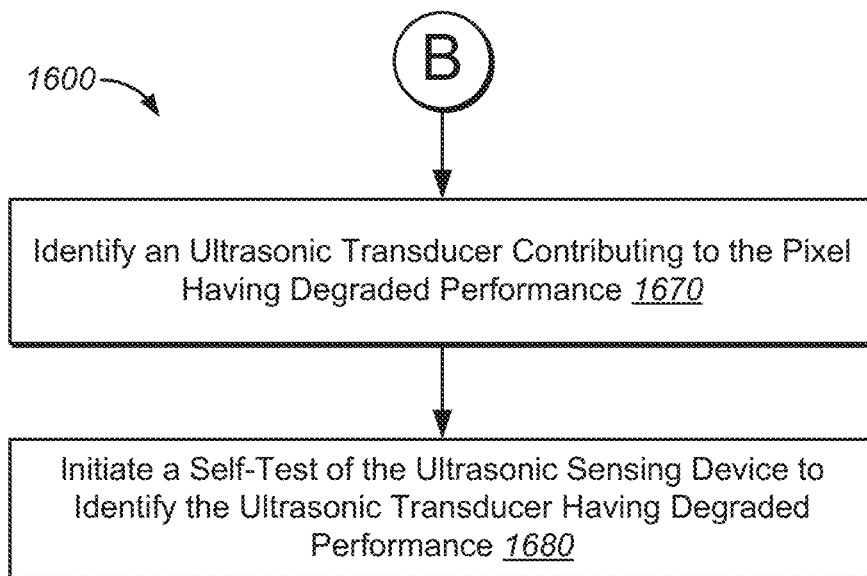 B
1600
Identify an Ultrasonic Transducer Contributing to the Pixel
Having Degraded Performance 1670
Initiate a Self-Test of the Ultrasonic Sensing Device to
Identify the Ultrasonic Transducer Having Degraded
Performance 1680